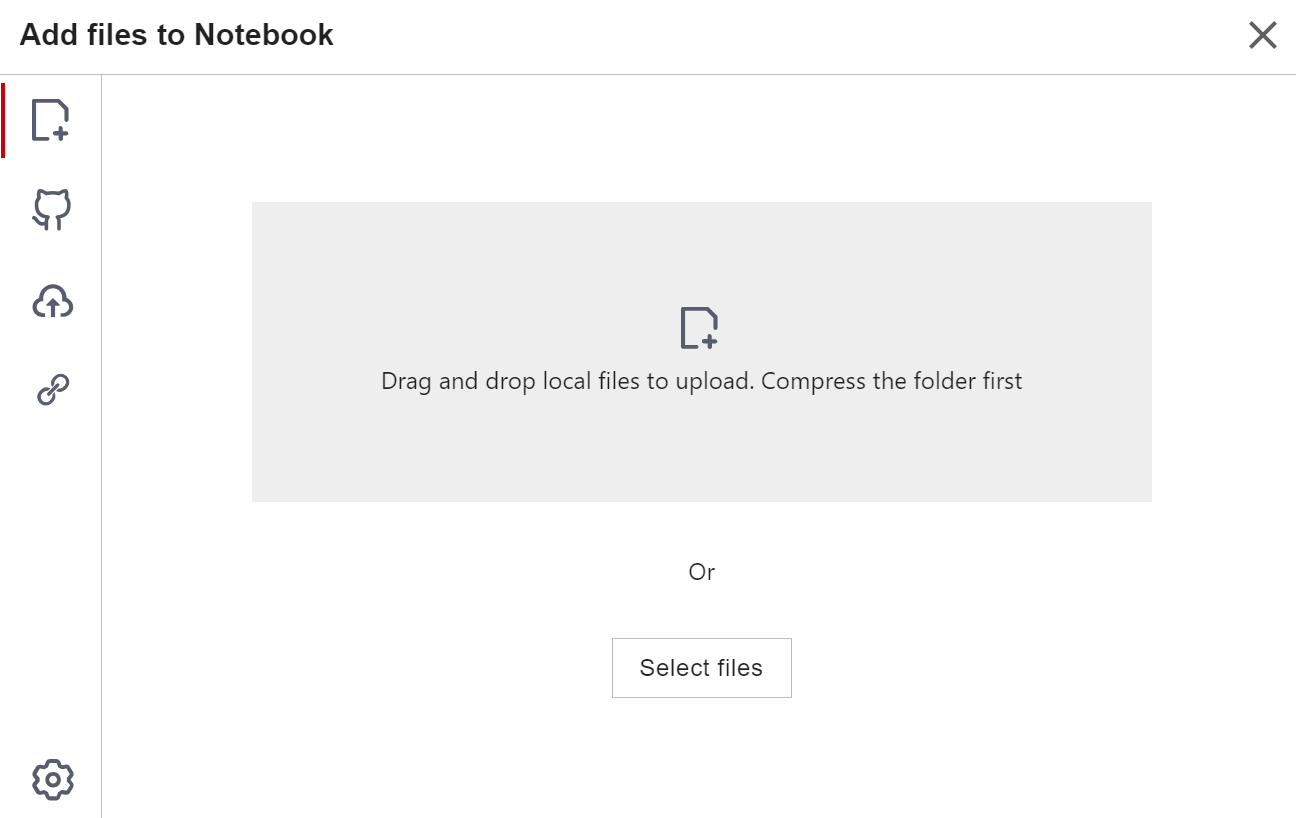 Add files to Notebook
Drag and drop local files to upload. Compress the folder first
Or
Select files